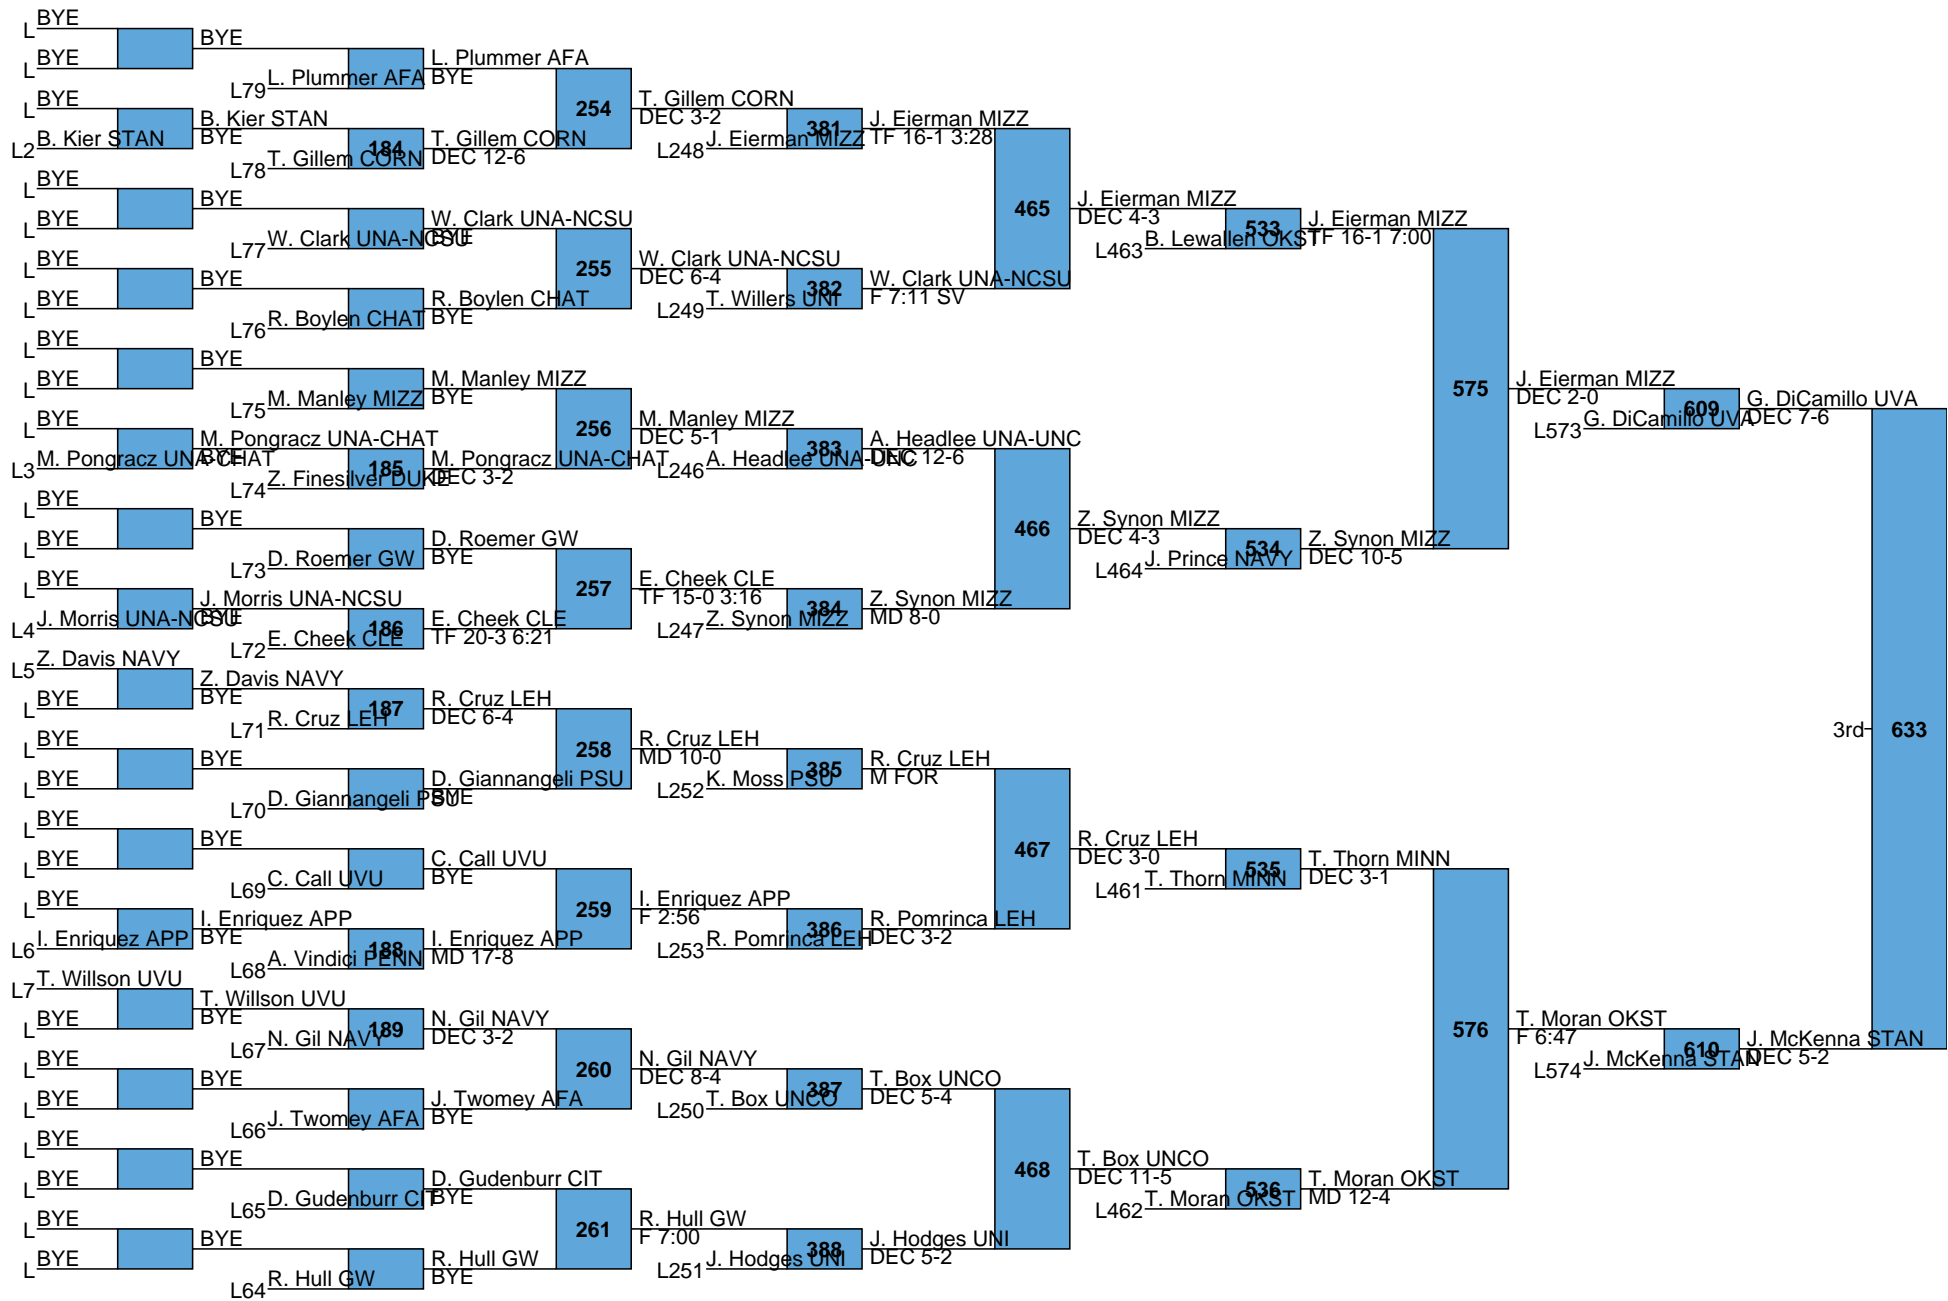 BYE
L
BYE
L
BYE
L. Plummer AFA
L79
L. Plummer AFA
BYE
BYE
L
B. Kier STAN
L2
B. Kier STAN
BYE
184
T. Gillem CORN
L78
T. Gillem CORN
DEC 12-6
254
T. Gillem CORN
DEC 3-2
381
J. Eierman MIZZ
L248
J. Eierman MIZZ
TF 16-1 3:28
BYE
L
BYE
L
BYE
W. Clark UNA-NCSU
L77
W. Clark UNA-NCSU
BYE
BYE
L
BYE
L
BYE
R. Boylen CHAT
L76
R. Boylen CHAT
BYE
255
W. Clark UNA-NCSU
DEC 6-4
382
T. Willers UNI
L249
W. Clark UNA-NCSU
F 7:11 SV
465
J. Eierman MIZZ
DEC 4-3
533
B. Lewallen OKST
L463
J. Eierman MIZZ
TF 16-1 7:00
BYE
L
BYE
L
BYE
M. Manley MIZZ
L75
M. Manley MIZZ
BYE
BYE
L
M. Pongracz UNA-CHAT
L3
M. Pongracz UNA-CHAT
BYE
185
Z. Finesilver DUKE
L74
M. Pongracz UNA-CHAT
DEC 3-2
256
M. Manley MIZZ
DEC 5-1
383
A. Headlee UNA-UNC
L246
A. Headlee UNA-UNC
DEC 12-6
BYE
L
BYE
L
BYE
D. Roemer GW
L73
D. Roemer GW
BYE
BYE
L
J. Morris UNA-NCSU
L4
J. Morris UNA-NCSU
BYE
186
E. Cheek CLE
L72
E. Cheek CLE
TF 20-3 6:21
257
E. Cheek CLE
TF 15-0 3:16
384
Z. Synon MIZZ
L247
Z. Synon MIZZ
MD 8-0
466
Z. Synon MIZZ
DEC 4-3
534
J. Prince NAVY
L464
Z. Synon MIZZ
DEC 10-5
575
J. Eierman MIZZ
DEC 2-0
609
G. DiCamillo UVA
L573
G. DiCamillo UVA
DEC 7-6
Z. Davis NAVY
L5
BYE
L
Z. Davis NAVY
BYE
187
R. Cruz LEH
L71
R. Cruz LEH
DEC 6-4
BYE
L
BYE
L
BYE
D. Giannangeli PSU
L70
D. Giannangeli PSU
BYE
258
R. Cruz LEH
MD 10-0
385
K. Moss PSU
L252
R. Cruz LEH
M FOR
BYE
L
BYE
L
BYE
C. Call UVU
L69
C. Call UVU
BYE
BYE
L
I. Enriquez APP
L6
I. Enriquez APP
BYE
188
A. Vindici PENN
L68
I. Enriquez APP
MD 17-8
259
I. Enriquez APP
F 2:56
386
R. Pomrinca LEH
L253
R. Pomrinca LEH
DEC 3-2
467
R. Cruz LEH
DEC 3-0
535
T. Thorn MINN
L461
T. Thorn MINN
DEC 3-1
T. Willson UVU
L7
BYE
L
T. Willson UVU
BYE
189
N. Gil NAVY
L67
N. Gil NAVY
DEC 3-2
BYE
L
BYE
L
BYE
J. Twomey AFA
L66
J. Twomey AFA
BYE
260
N. Gil NAVY
DEC 8-4
387
T. Box UNCO
L250
T. Box UNCO
DEC 5-4
BYE
L
BYE
L
BYE
D. Gudenburr CIT
L65
D. Gudenburr CIT
BYE
BYE
L
BYE
L
BYE
R. Hull GW
L64
R. Hull GW
BYE
261
R. Hull GW
F 7:00
388
J. Hodges UNI
L251
J. Hodges UNI
DEC 5-2
468
T. Box UNCO
DEC 11-5
536
T. Moran OKST
L462
T. Moran OKST
MD 12-4
576
T. Moran OKST
F 6:47
610
J. McKenna STAN
L574
J. McKenna STAN
DEC 5-2
3rd
633